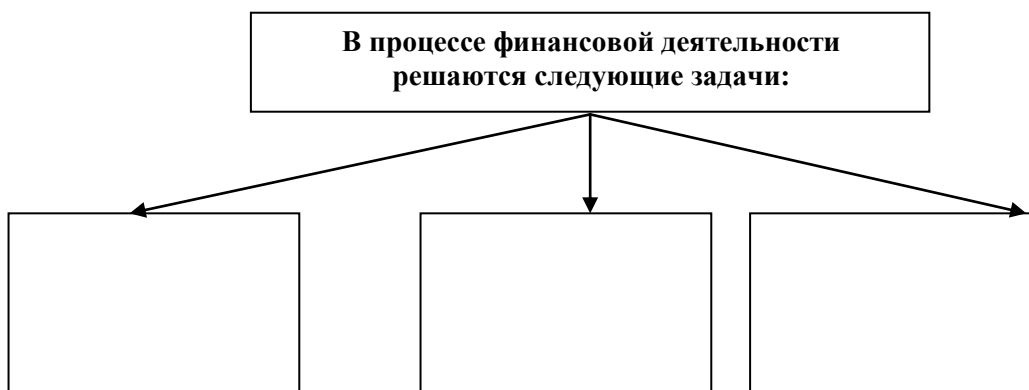 В процессе финансовой деятельности
решаются следующие задачи: